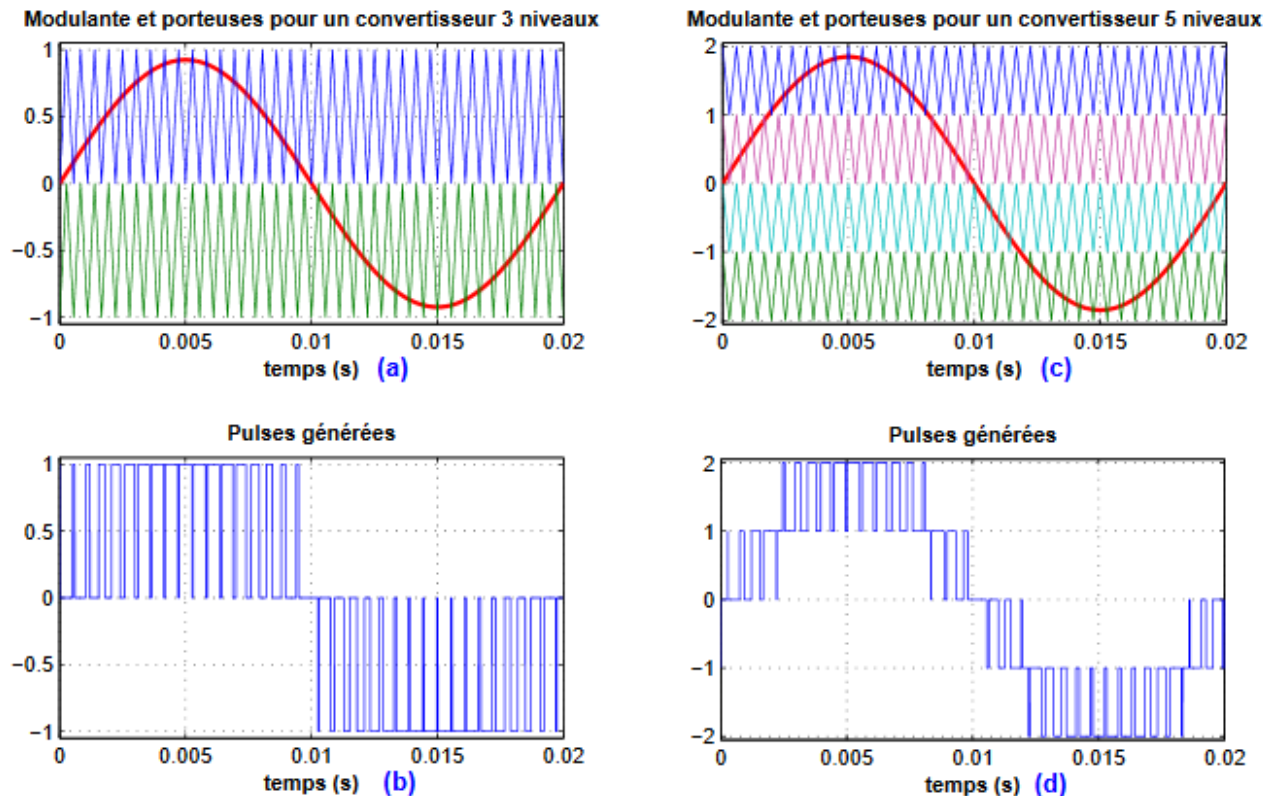 Modulante et porteuses pour un convertisseur 3 niveaux
1
0.5
0
−0.5
−1
0 0.005 0.01 0.015 0.02
temps (s) (a)
Modulante et porteuses pour un convertisseur 5 niveaux
2
1
0
−1
−2
0 0.005 0.01 0.015 0.02
temps (s) (c)
Pulses générées
1
0.5
0
−0.5
−1
0 0.005 0.01 0.015 0.02
temps (s) (b)
Pulses générées
2
1
0
−1
−2
0 0.005 0.01 0.015 0.02
temps (s) (d)